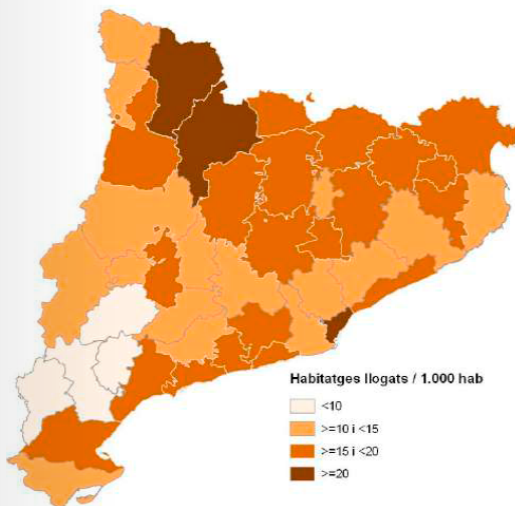 Habitatges llogats / 1.000 hab
<10
>=10 i <15
>=15 i <20
>=20